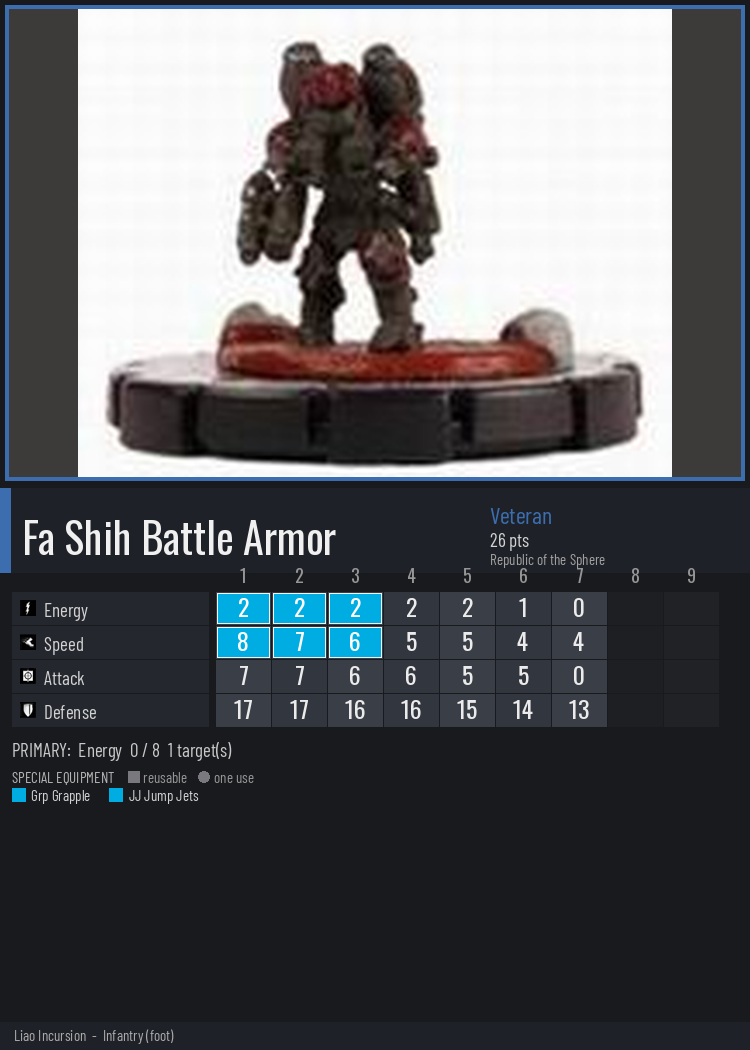 Fa Shih Battle Armor
Veteran
26 pts
Republic of the Sphere
1 2 3 4 5 6 7 8 9
Energy 2 2 2 2 2 1 0
Speed 8 7 6 5 5 4 4
Attack 7 7 6 6 5 5 0
Defense 17 17 16 16 15 14 13
PRIMARY: Energy 0 / 8 1 target(s)
SPECIAL EQUIPMENT reusable one use
Grp Grapple JJ Jump Jets
Liao Incursion - Infantry (foot)